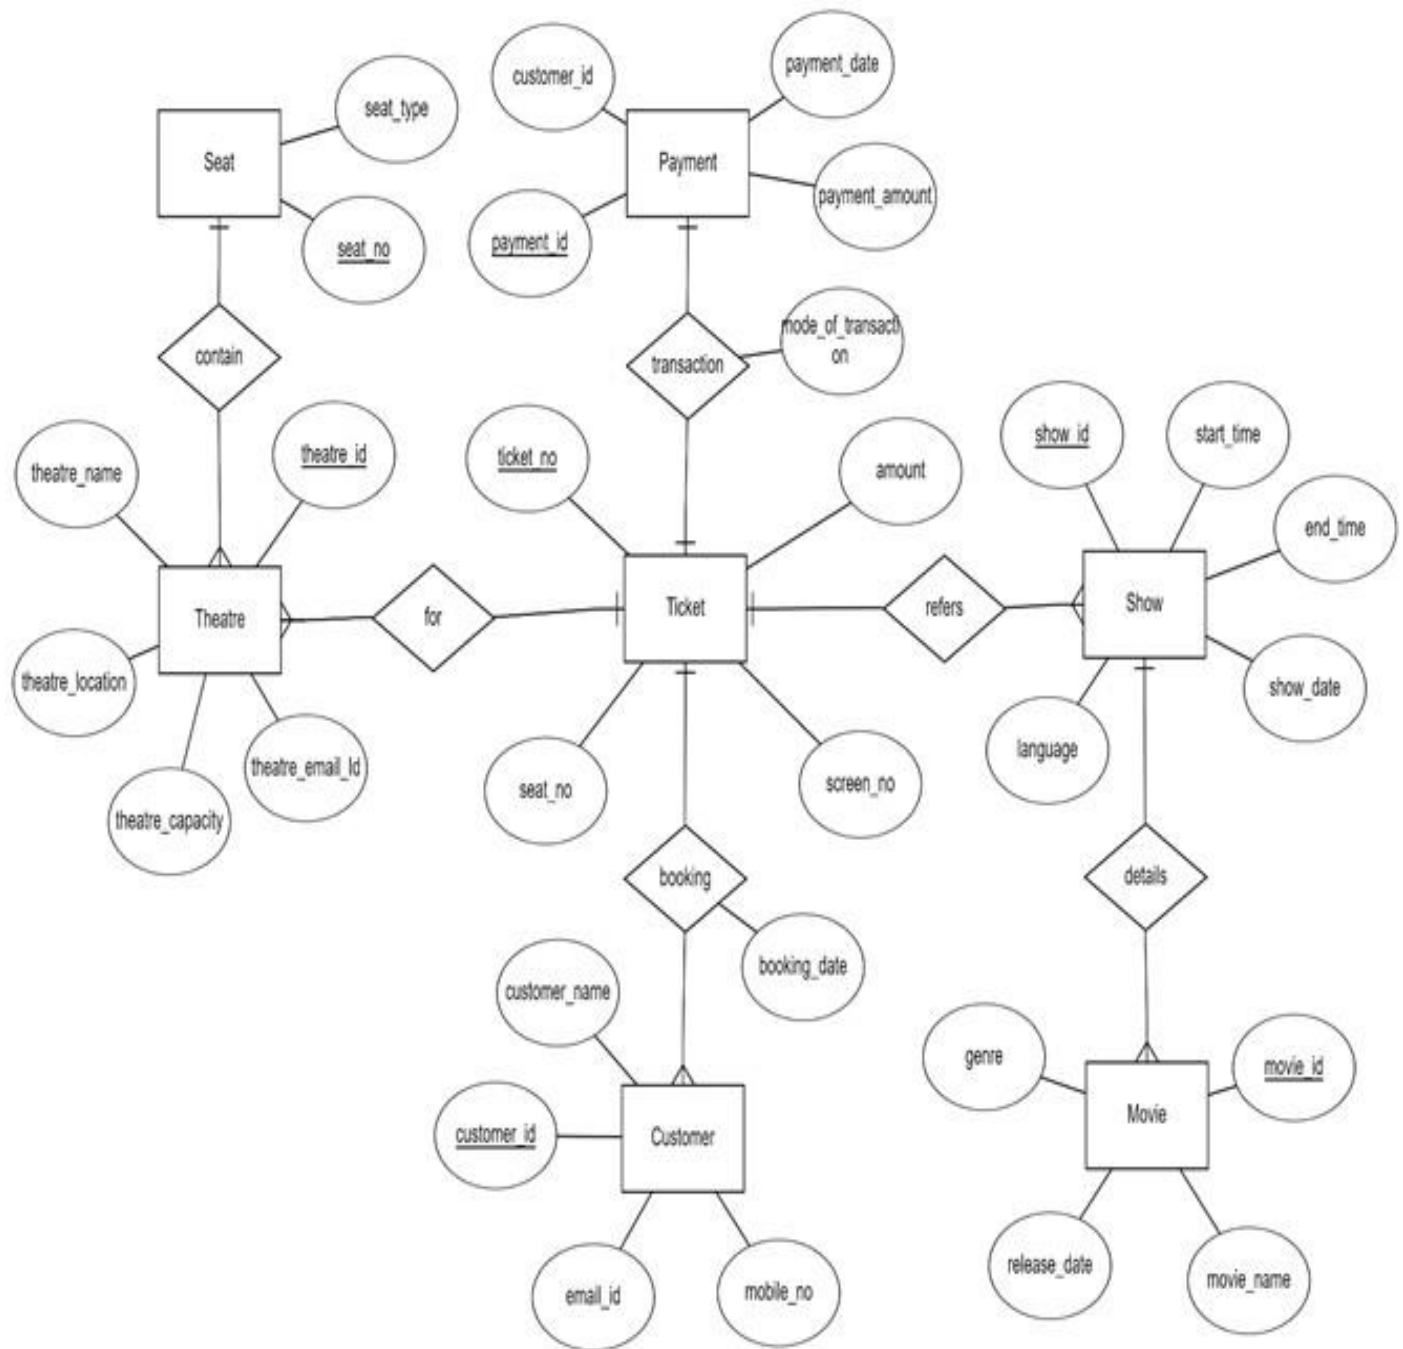 customer_id
payment_date
seat_type
Seat
Payment
payment_amount
seat_no
payment_id
mode_of_transacti
on
contain
transaction
theatre_id
ticket_no
show_id
start_time
theatre_name
amount
end_time
Theatre
for
Ticket
refers
Show
theatre_location
show_date
language
theatre_email_Id
seat_no
screen_no
theatre_capacity
booking
details
booking_date
customer_name
genre
movie_id
Movie
customer_id
Customer
release_date
movie_name
email_id
mobile_no